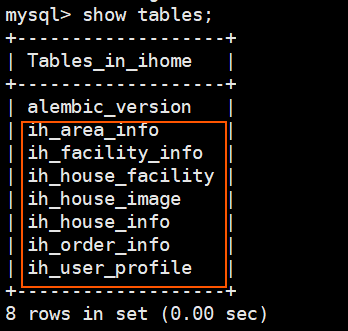 mysql> show tables;
+-------------------+
| Tables_in_ihome   |
+-------------------+
| alembic_version   |
| ih_area_info      |
| ih_facility_info  |
| ih_house_facility |
| ih_house_image    |
| ih_house_info     |
| ih_order_info     |
| ih_user_profile   |
+-------------------+
8 rows in set (0.00 sec)